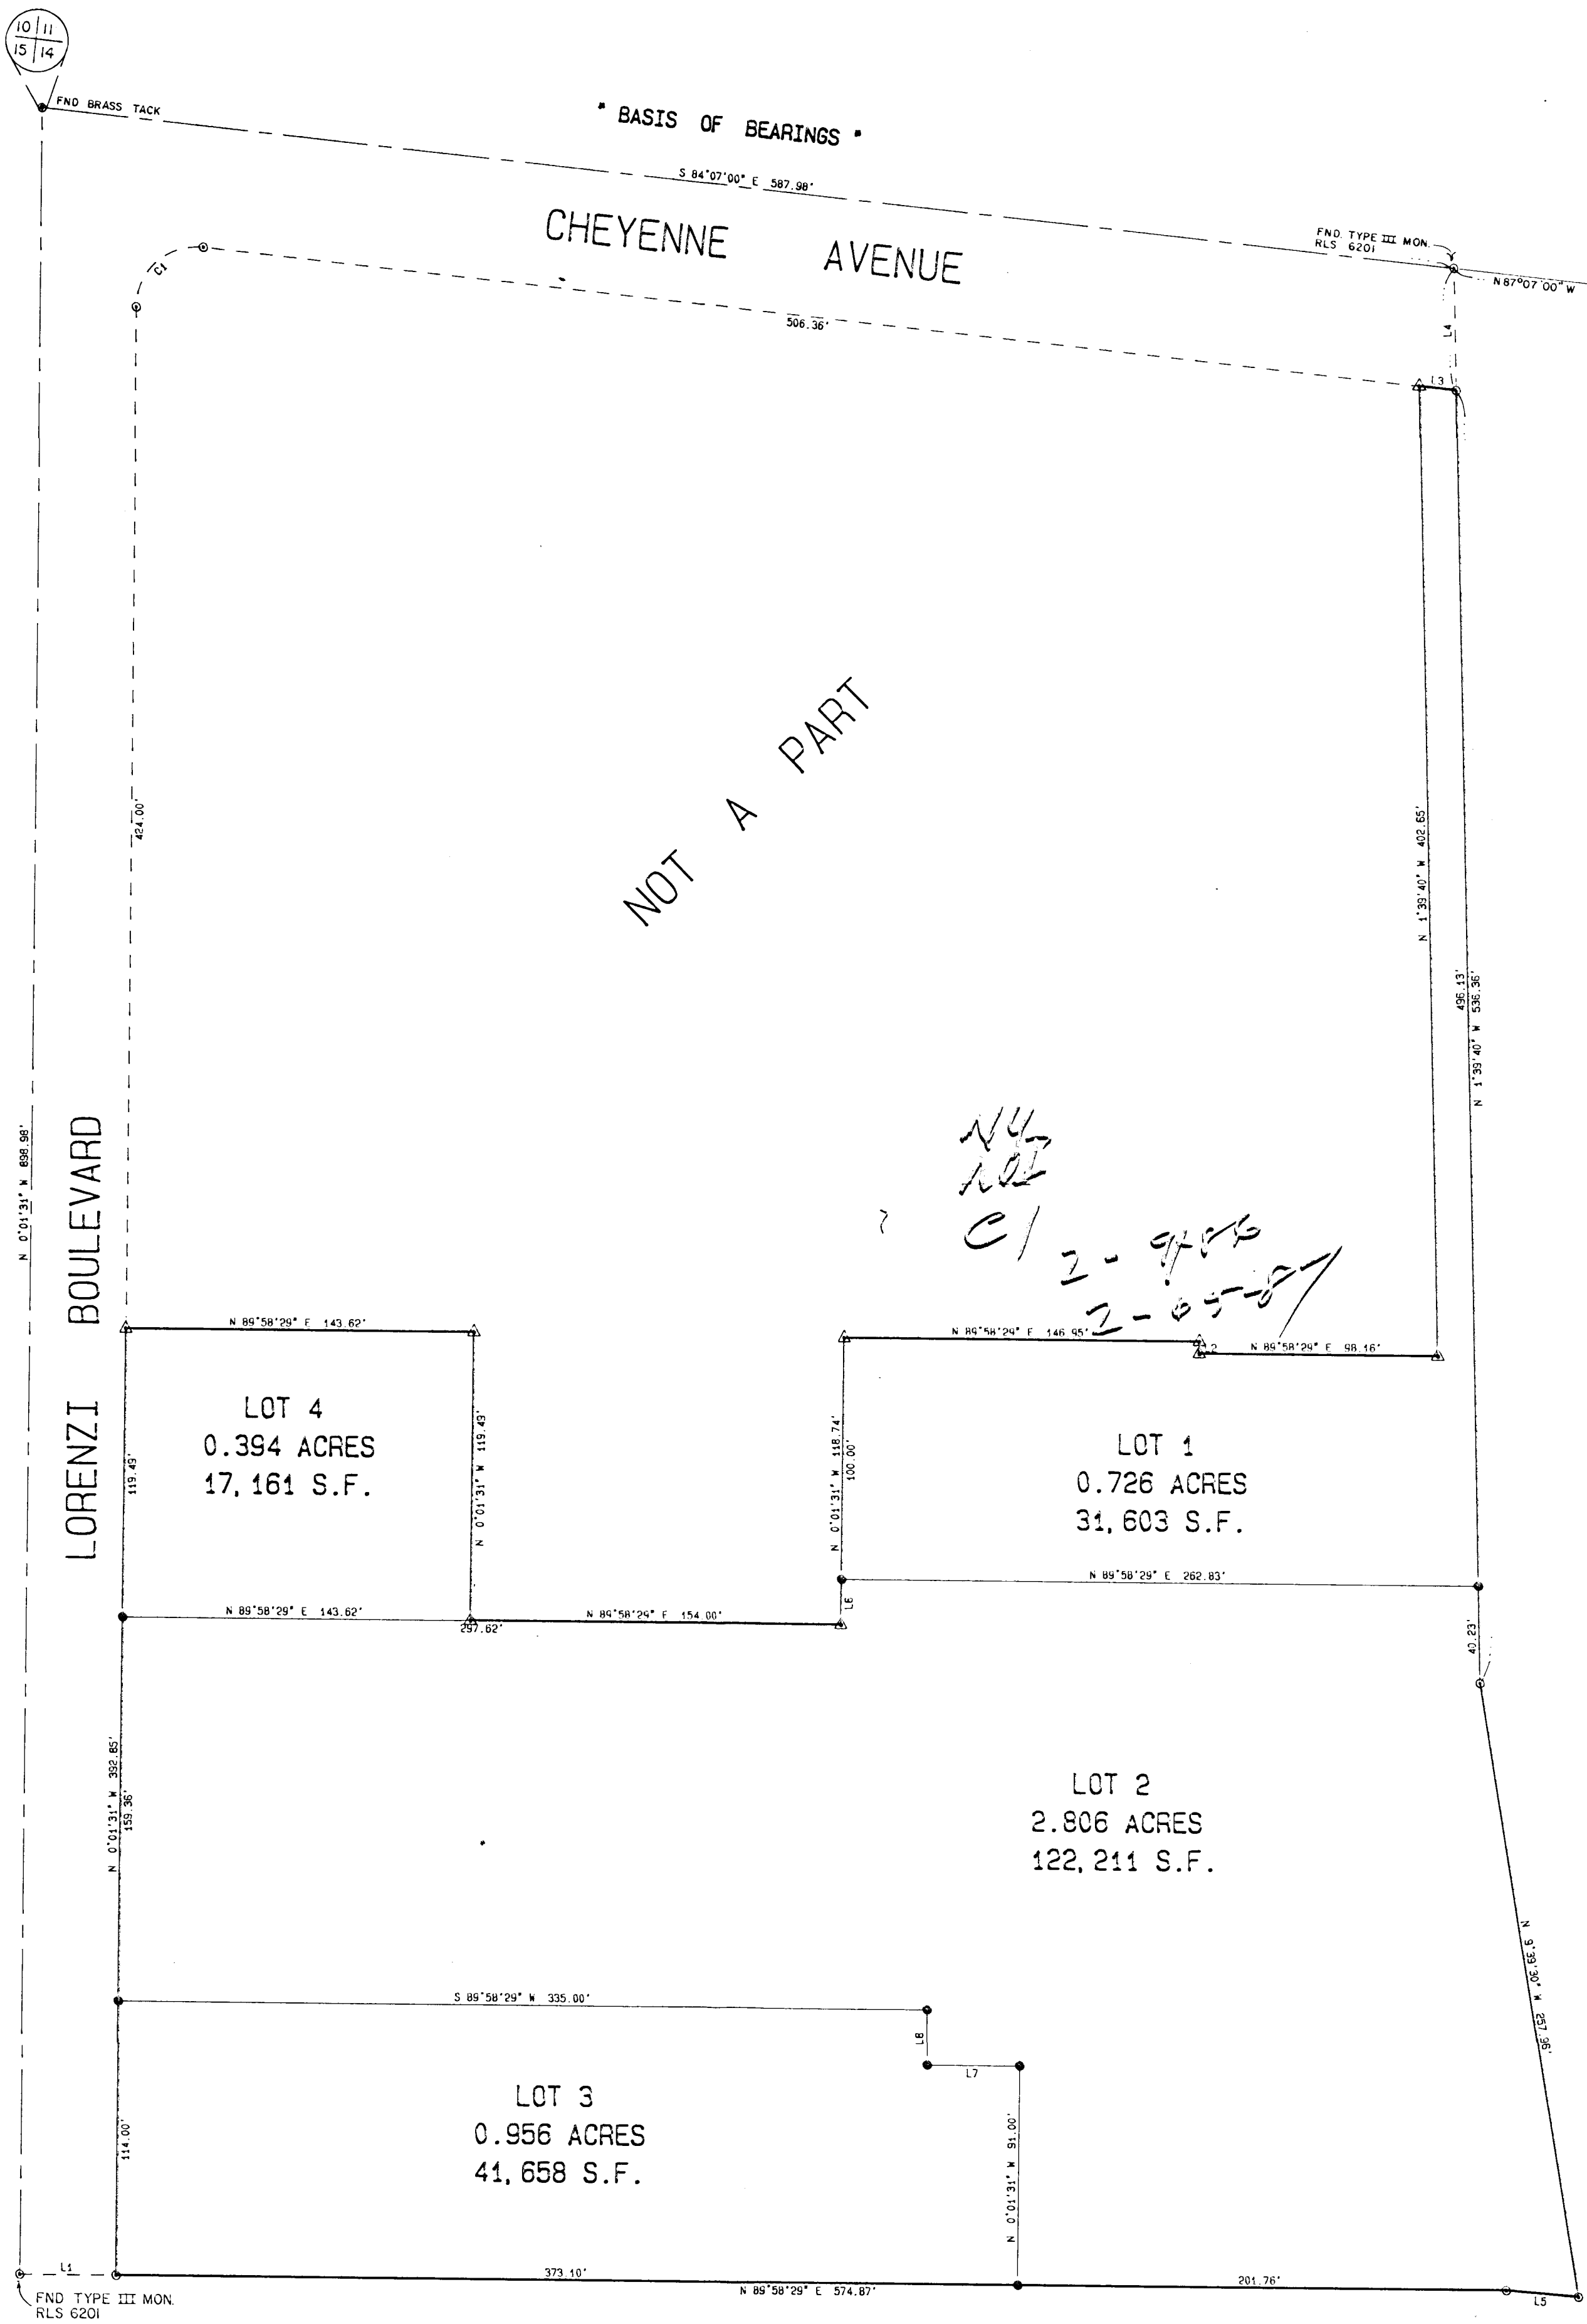 10 | 11
15 | 14
FND BRASS TACK
" BASIS OF BEARINGS "
S 84°07'00" E 587.98'
CHEYENNE AVENUE
FND. TYPE III MON.
RLS 6201
N 87°07'00" W
C1
506.36'
L4
L3
424.00'
NOT A PART
N 1°39'40" W 402.65'
496.13'
N 1°39'40" W 536.36'
N 0°01'31" W 698.98'
LORENZI BOULEVARD
C1
N 89°58'29" E 143.62'
N 89°58'29" E 146.95'
L2
N 89°58'29" E 98.16'
LOT 4
0.394 ACRES
17,161 S.F.
119.49'
N 0°01'31" W 119.49'
N 0°01'31" W 118.74'
100.00'
LOT 1
0.726 ACRES
31,603 S.F.
N 89°58'29" E 262.83'
N 89°58'29" E 143.62'
N 89°58'29" E 154.00'
297.62'
L6
40.23'
N 0°01'31" W 392.85'
159.36'
LOT 2
2.806 ACRES
122,211 S.F.
N 9°39'30" W 257.96'
S 89°58'29" W 335.00'
L8
L7
LOT 3
0.956 ACRES
41,658 S.F.
114.00'
N 0°01'31" W 91.00'
L1
373.10'
N 89°58'29" E 574.87'
201.76'
L5
FND TYPE III MON.
RLS 6201